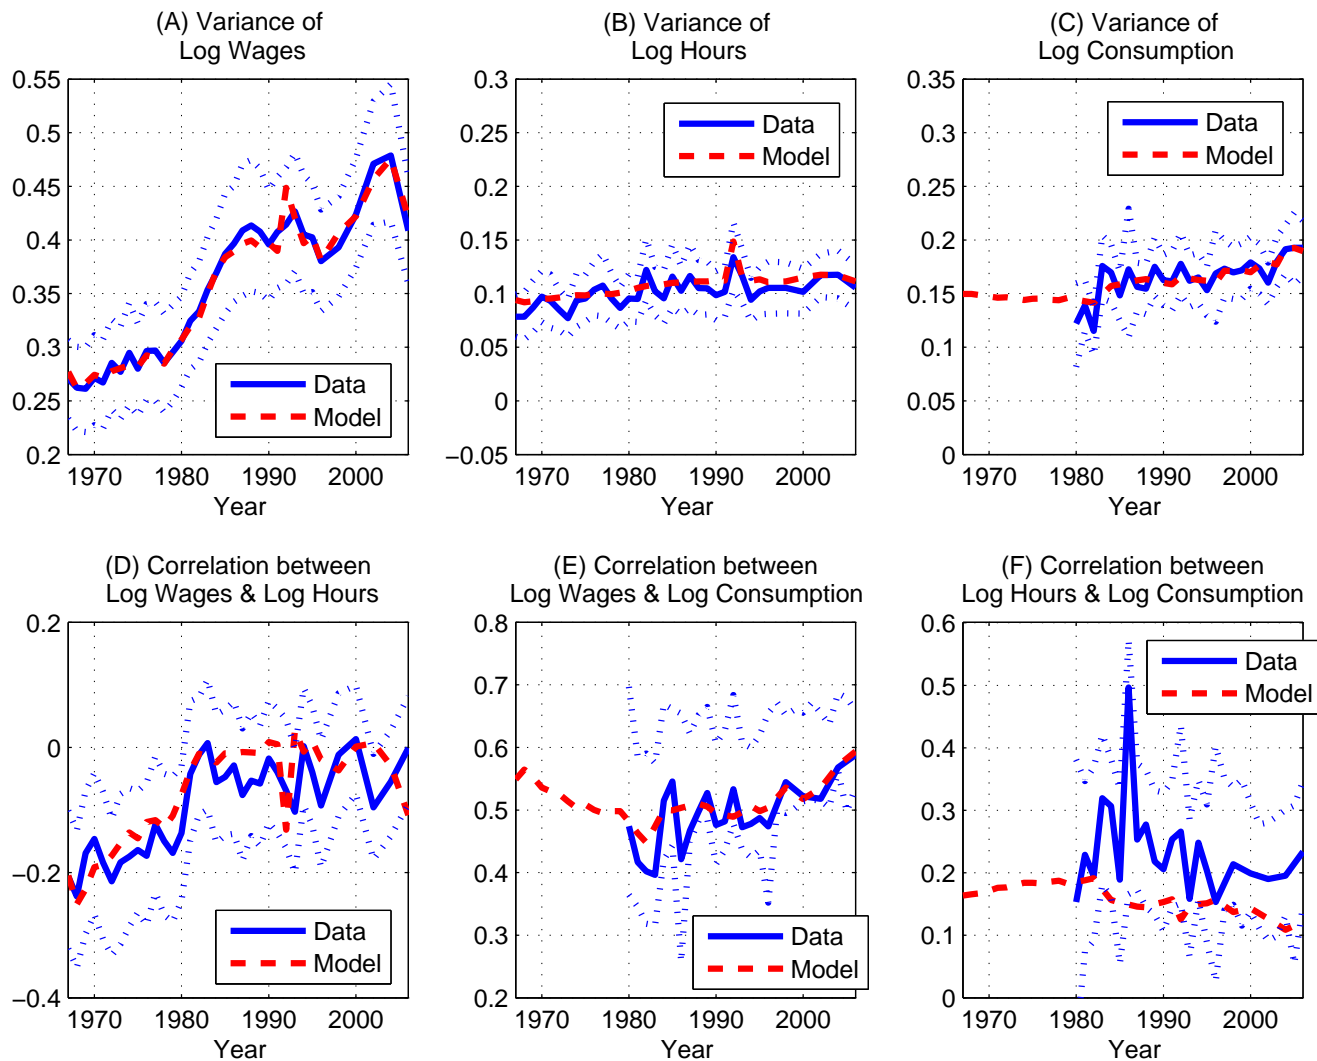 (A) Variance of
Log Wages
0.55
0.5
0.45
0.4
0.35
0.3
0.25
0.2
Data
Model
1970 1980 1990 2000
Year
(B) Variance of
Log Hours
0.3
0.25
0.2
0.15
0.1
0.05
0
−0.05
Data
Model
1970 1980 1990 2000
Year
(C) Variance of
Log Consumption
0.35
0.3
0.25
0.2
0.15
0.1
0.05
0
Data
Model
1970 1980 1990 2000
Year
(D) Correlation between
Log Wages & Log Hours
0.2
0
−0.2
−0.4
Data
Model
1970 1980 1990 2000
Year
(E) Correlation between
Log Wages & Log Consumption
0.8
0.7
0.6
0.5
0.4
0.3
0.2
Data
Model
1970 1980 1990 2000
Year
(F) Correlation between
Log Hours & Log Consumption
0.6
0.5
0.4
0.3
0.2
0.1
0
Data
Model
1970 1980 1990 2000
Year